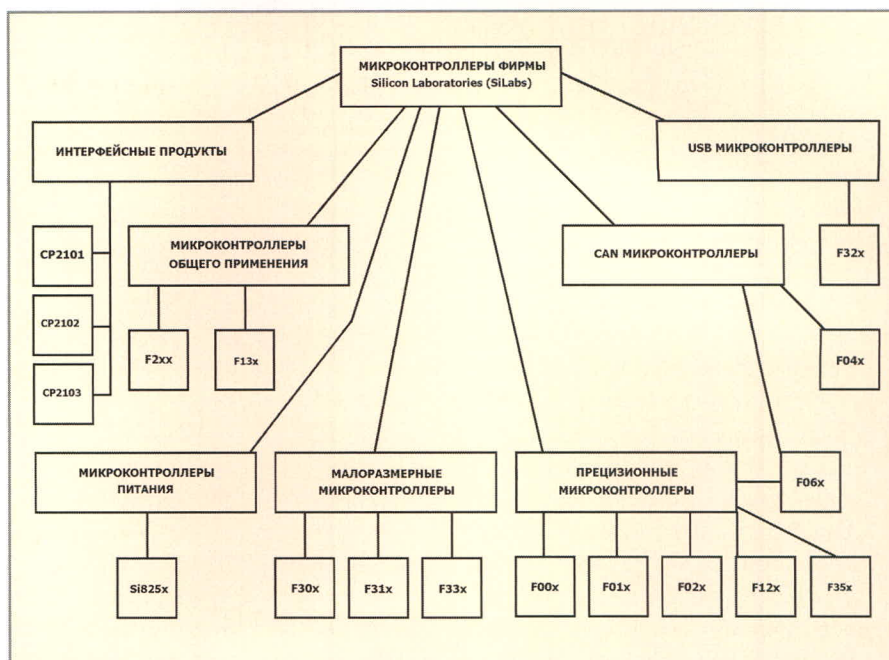 МИКРОКОНТРОЛЛЕРЫ ФИРМЫ
Silicon Laboratories (SiLabs)
ИНТЕРФЕЙСНЫЕ ПРОДУКТЫ
USB МИКРОКОНТРОЛЛЕРЫ
CP2101
CP2102
CP2103
МИКРОКОНТРОЛЛЕРЫ
ОБЩЕГО ПРИМЕНЕНИЯ
F2xx
F13x
CAN МИКРОКОНТРОЛЛЕРЫ
F32x
F04x
МИКРОКОНТРОЛЛЕРЫ
ПИТАНИЯ
МАЛОРАЗМЕРНЫЕ
МИКРОКОНТРОЛЛЕРЫ
ПРЕЦИЗИОННЫЕ
МИКРОКОНТРОЛЛЕРЫ
F06x
Si825x
F30x
F31x
F33x
F00x
F01x
F02x
F12x
F35x